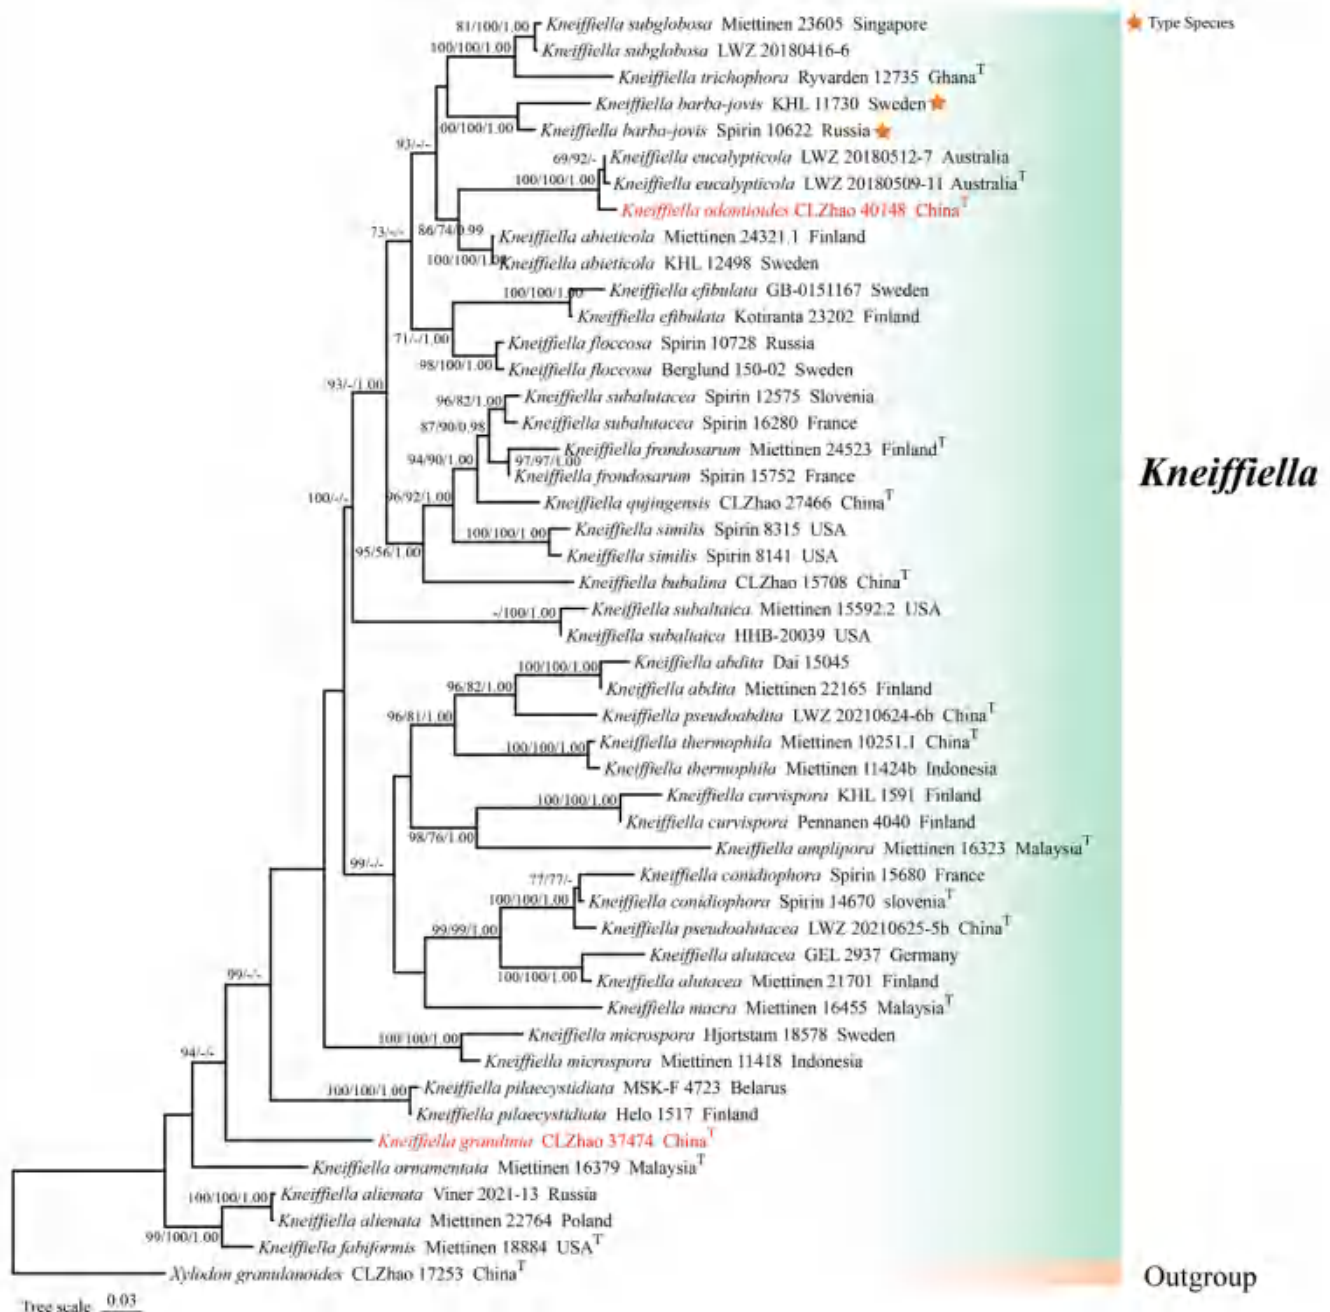 81/100/1.00 Kneiffiella subglobosa Miettinen 23605 Singapore
★ Type Species
100/100/1.00 Kneiffiella subglobosa LWZ 20180416-6
Kneiffiella trichophora Ryvarden 12735 Ghana T
Kneiffiella barba-jovis KHL 11730 Sweden ★
00/100/1.00 Kneiffiella barba-jovis Spirin 10622 Russia ★
93/-/-
69/92/- Kneiffiella eucalypticola LWZ 20180512-7 Australia
100/100/1.00 Kneiffiella eucalypticola LWZ 20180509-11 Australia T
Kneiffiella odontioides CLZhao 40148 China T
73/-/- 86/74/0.99 Kneiffiella abieticola Miettinen 24321.1 Finland
100/100/1.00 Kneiffiella abieticola KHL 12498 Sweden
100/100/1.00 Kneiffiella efibulata GB-0151167 Sweden
Kneiffiella efibulata Kotiranta 23202 Finland
71/-/1.00 Kneiffiella floccosa Spirin 10728 Russia
98/100/1.00 Kneiffiella floccosa Berglund 150-02 Sweden
93/-/1.00
96/82/1.00 Kneiffiella subalutacea Spirin 12575 Slovenia
87/90/0.98 Kneiffiella subalutacea Spirin 16280 France
Kneiffiella frondosarum Miettinen 24523 Finland T
94/90/1.00 97/97/1.00
Kneiffiella frondosarum Spirin 15752 France
100/-/- 96/92/1.00 Kneiffiella qujingensis CLZhao 27466 China T
Kneiffiella
100/100/1.00 Kneiffiella similis Spirin 8315 USA
95/56/1.00 Kneiffiella similis Spirin 8141 USA
Kneiffiella bubalina CLZhao 15708 China T
-/100/1.00 Kneiffiella subaltaica Miettinen 15592.2 USA
Kneiffiella subaltaica HHB-20039 USA
100/100/1.00 Kneiffiella abdita Dai 15045
96/82/1.00 Kneiffiella abdita Miettinen 22165 Finland
96/81/1.00 Kneiffiella pseudoabdita LWZ 20210624-6b China T
100/100/1.00 Kneiffiella thermophila Miettinen 10251.1 China T
Kneiffiella thermophila Miettinen 11424b Indonesia
100/100/1.00 Kneiffiella curvispora KHL 1591 Finland
Kneiffiella curvispora Pennanen 4040 Finland
98/76/1.00 Kneiffiella amplipora Miettinen 16323 Malaysia T
99/-/-
77/77/- Kneiffiella conidiophora Spirin 15680 France
100/100/1.00 Kneiffiella conidiophora Spirin 14670 slovenia T
99/99/1.00 Kneiffiella pseudoalutacea LWZ 20210625-5b China T
Kneiffiella alutacea GEL 2937 Germany
99/-/- 100/100/1.00 Kneiffiella alutacea Miettinen 21701 Finland
Kneiffiella macra Miettinen 16455 Malaysia T
100/100/1.00 Kneiffiella microspora Hjortstam 18578 Sweden
94/-/- Kneiffiella microspora Miettinen 11418 Indonesia
100/100/1.00 Kneiffiella pilaecystidiata MSK-F 4723 Belarus
Kneiffiella pilaecystidiata Helo 1517 Finland
Kneiffiella grandinia CLZhao 37474 China T
Kneiffiella ornamentata Miettinen 16379 Malaysia T
100/100/1.00 Kneiffiella alienata Viner 2021-13 Russia
Kneiffiella alienata Miettinen 22764 Poland
99/100/1.00 Kneiffiella fabiformis Miettinen 18884 USA T
Xylodon granulanoides CLZhao 17253 China T
Outgroup
Tree scale 0.03